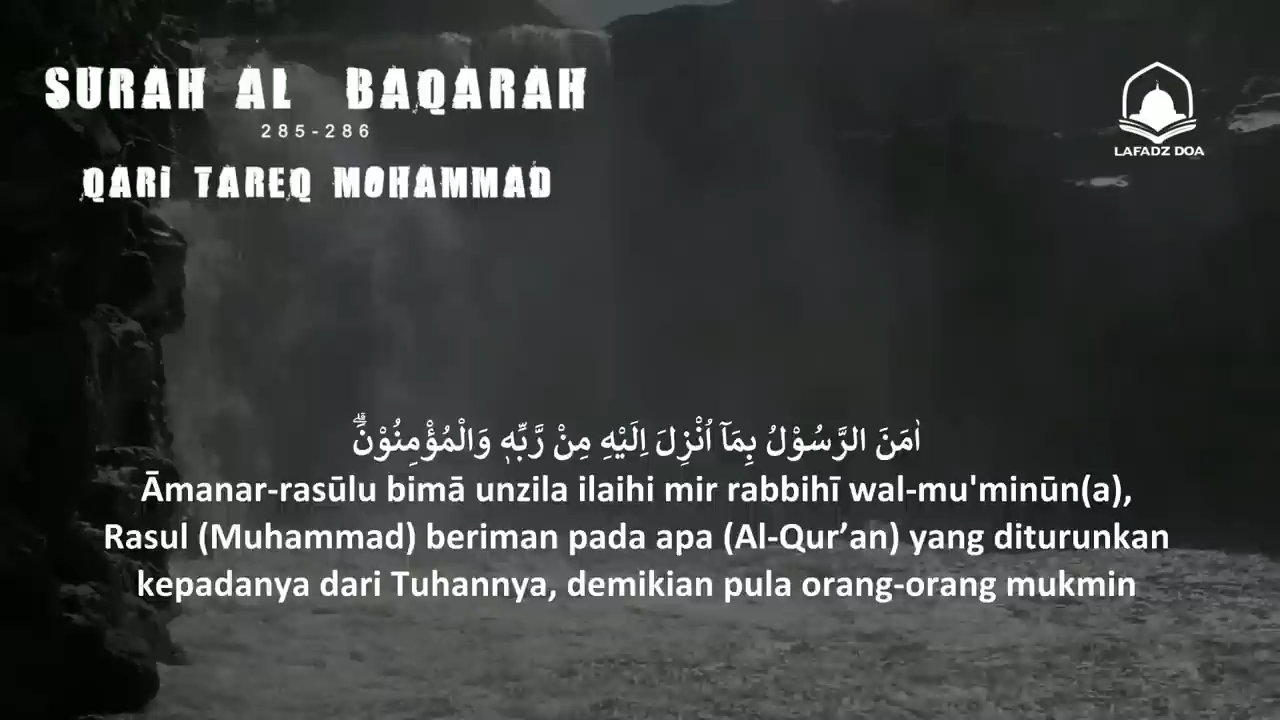 SURAH AL BAQARAH
285-286
QARI TAREQ MOHAMMAD
LAFADZ DOA
اٰمَنَ الرَّسُوْلُ بِمَآ اُنْزِلَ اِلَيْهِ مِنْ رَّبِّهٖ وَالْمُؤْمِنُوْنَۗ
Āmanar-rasūlu bimā unzila ilaihi mir rabbihī wal-mu'minūn(a),
Rasul (Muhammad) beriman pada apa (Al-Qur’an) yang diturunkan
kepadanya dari Tuhannya, demikian pula orang-orang mukmin